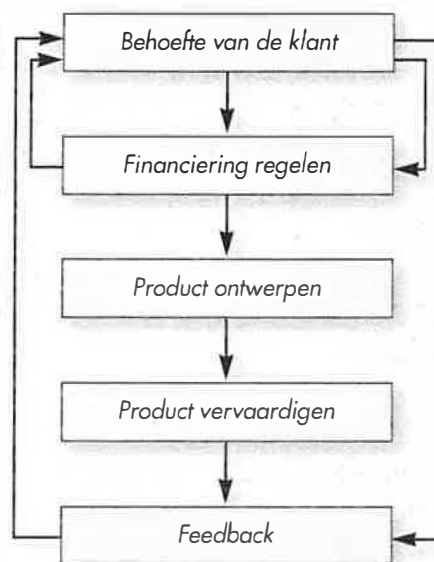 Behoefte van de klant
Financiering regelen
Product ontwerpen
Product vervaardigen
Feedback